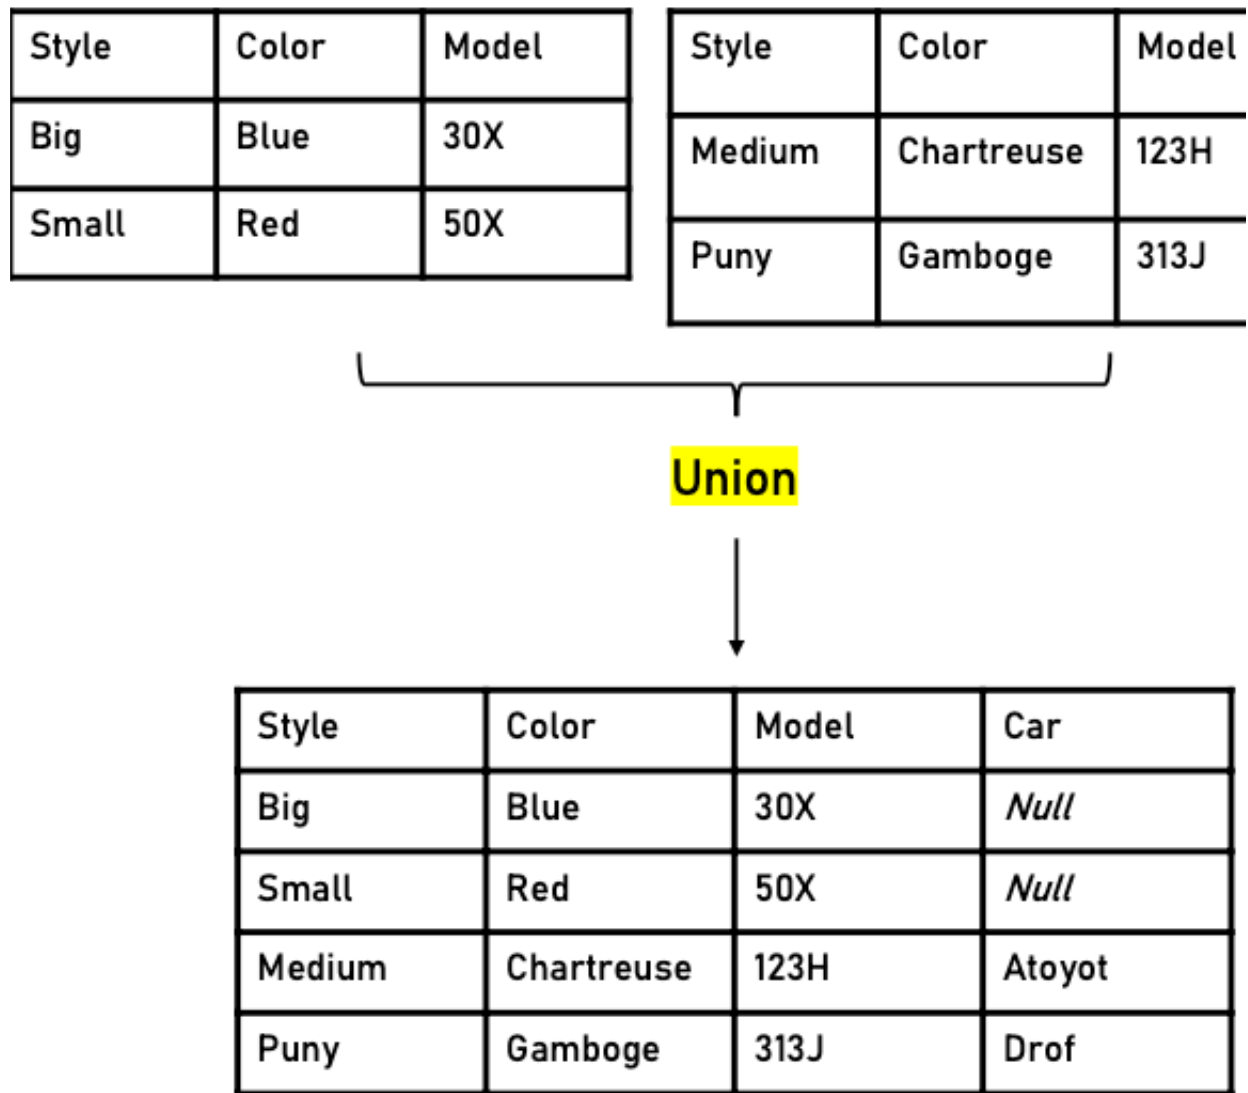 Style Color Model
Big Blue 30X
Small Red 50X
Style Color Model
Medium Chartreuse 123H
Puny Gamboge 313J
Union
Style Color Model Car
Big Blue 30X Null
Small Red 50X Null
Medium Chartreuse 123H Atoyot
Puny Gamboge 313J Drof